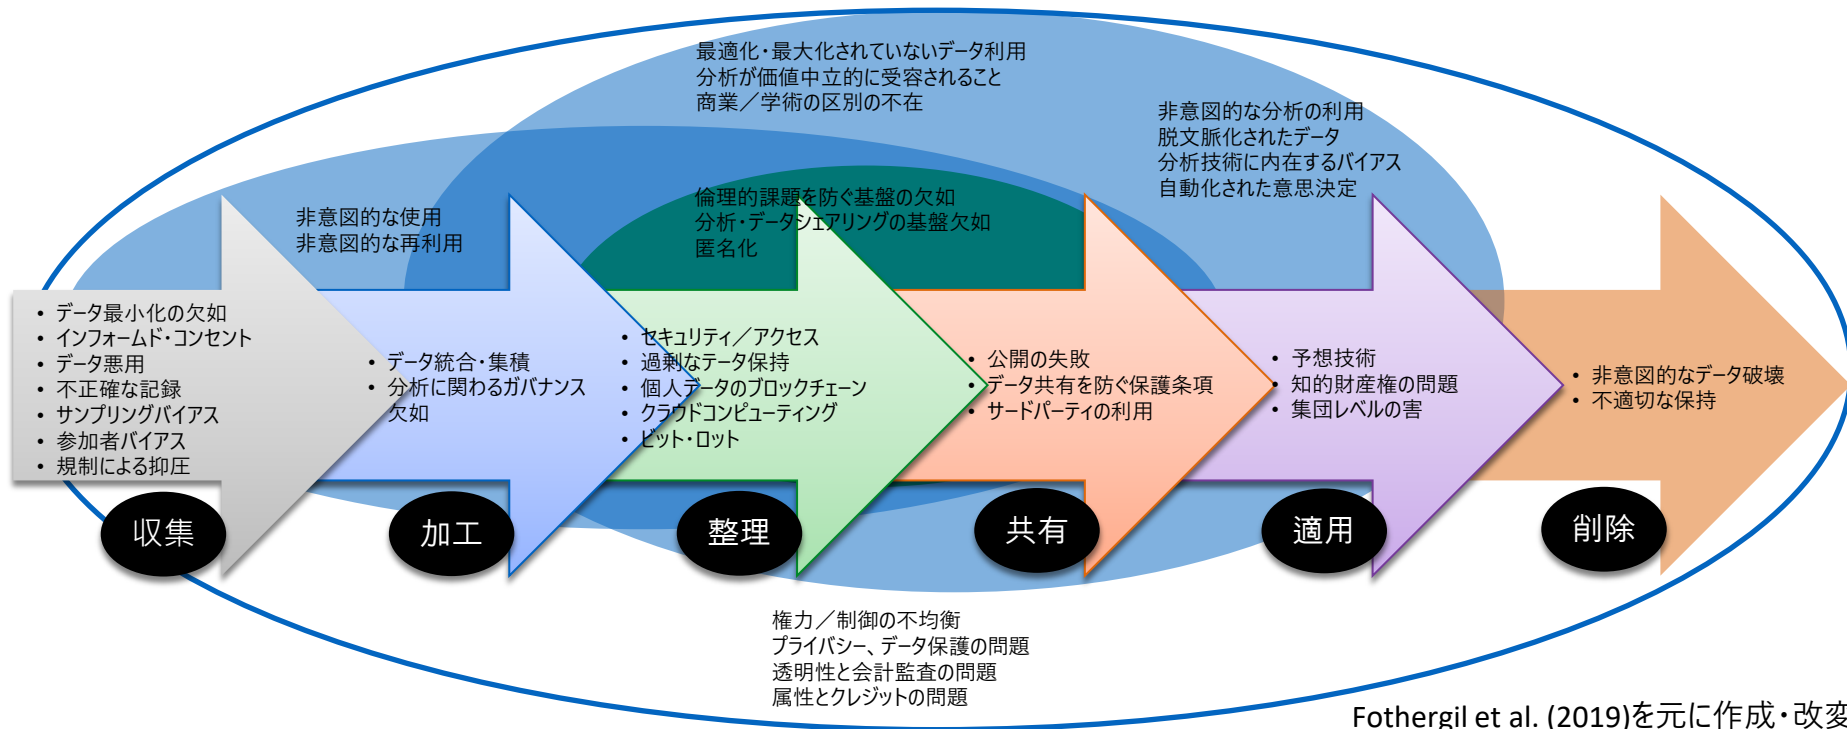 最適化・最大化されていないデータ利用
分析が価値中立的に受容されること
商業／学術の区別の不在
非意図的な分析の利用
脱文脈化されたデータ
分析技術に内在するバイアス
自動化された意思決定
非意図的な使用
非意図的な再利用
倫理的課題を防ぐ基盤の欠如
分析・データシェアリングの基盤欠如
匿名化
• データ最小化の欠如
• インフォームド・コンセント
• データ悪用
• 不正確な記録
• サンプリングバイアス
• 参加者バイアス
• 規制による抑圧
• データ統合・集積
• 分析に関わるガバナンス
欠如
• セキュリティ／アクセス
• 過剰なデータ保持
• 個人データのブロックチェーン
• クラウドコンピューティング
• ビット・ロット
• 公開の失敗
• データ共有を防ぐ保護条項
• サードパーティの利用
• 予想技術
• 知的財産権の問題
• 集団レベルの害
• 非意図的なデータ破壊
• 不適切な保持
収集
加工
整理
共有
適用
削除
権力／制御の不均衡
プライバシー、データ保護の問題
透明性と会計監査の問題
属性とクレジットの問題
Fothergil et al. (2019)を元に作成・改変